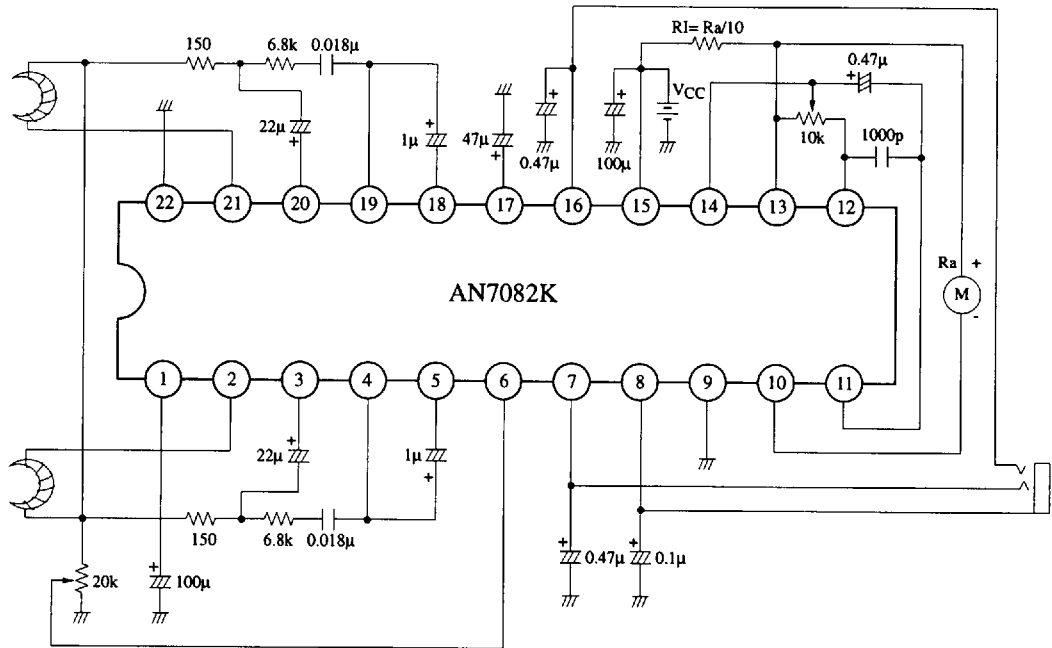 RI= Ra/10
150
6.8k
0.018µ
0.47µ
+
+
+
VCC
22µ
+
1µ
+
47µ
+
0.47µ
100µ
10k
1000p
22
21
20
19
18
17
16
15
14
13
12
Ra
+
M
-
AN7082K
1
2
3
4
5
6
7
8
9
10
11
+
22µ
1µ
+
150
6.8k
0.018µ
20k
+
100µ
+
0.47µ
+
0.1µ